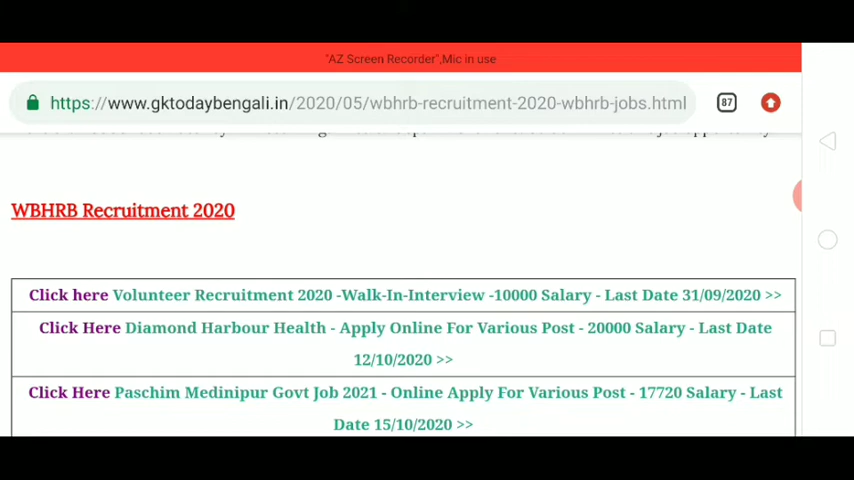 "AZ Screen Recorder",Mic in use
https://www.gktodaybengali.in/2020/05/wbhrb-recruitment-2020-wbhrb-jobs.html
87
WBHRB Recruitment 2020
Click here Volunteer Recruitment 2020 -Walk-In-Interview -10000 Salary - Last Date 31/09/2020 >>
Click Here Diamond Harbour Health - Apply Online For Various Post - 20000 Salary - Last Date
12/10/2020 >>
Click Here Paschim Medinipur Govt Job 2021 - Online Apply For Various Post - 17720 Salary - Last
Date 15/10/2020 >>